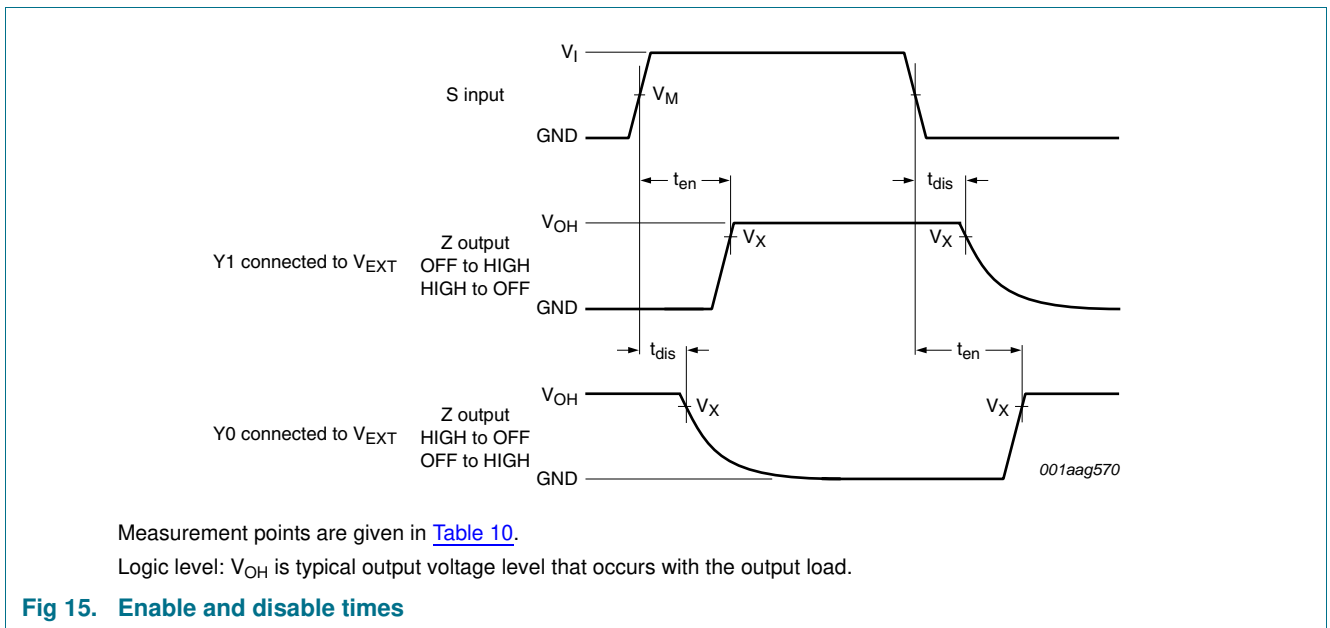 V_I
S input
V_M
GND
t_en
t_dis
V_OH
V_X
V_X
Y1 connected to V_EXT
Z output
OFF to HIGH
HIGH to OFF
GND
t_dis
t_en
V_OH
V_X
V_X
Y0 connected to V_EXT
Z output
HIGH to OFF
OFF to HIGH
GND
001aag570
Measurement points are given in Table 10.
Logic level: V_OH is typical output voltage level that occurs with the output load.
Fig 15. Enable and disable times